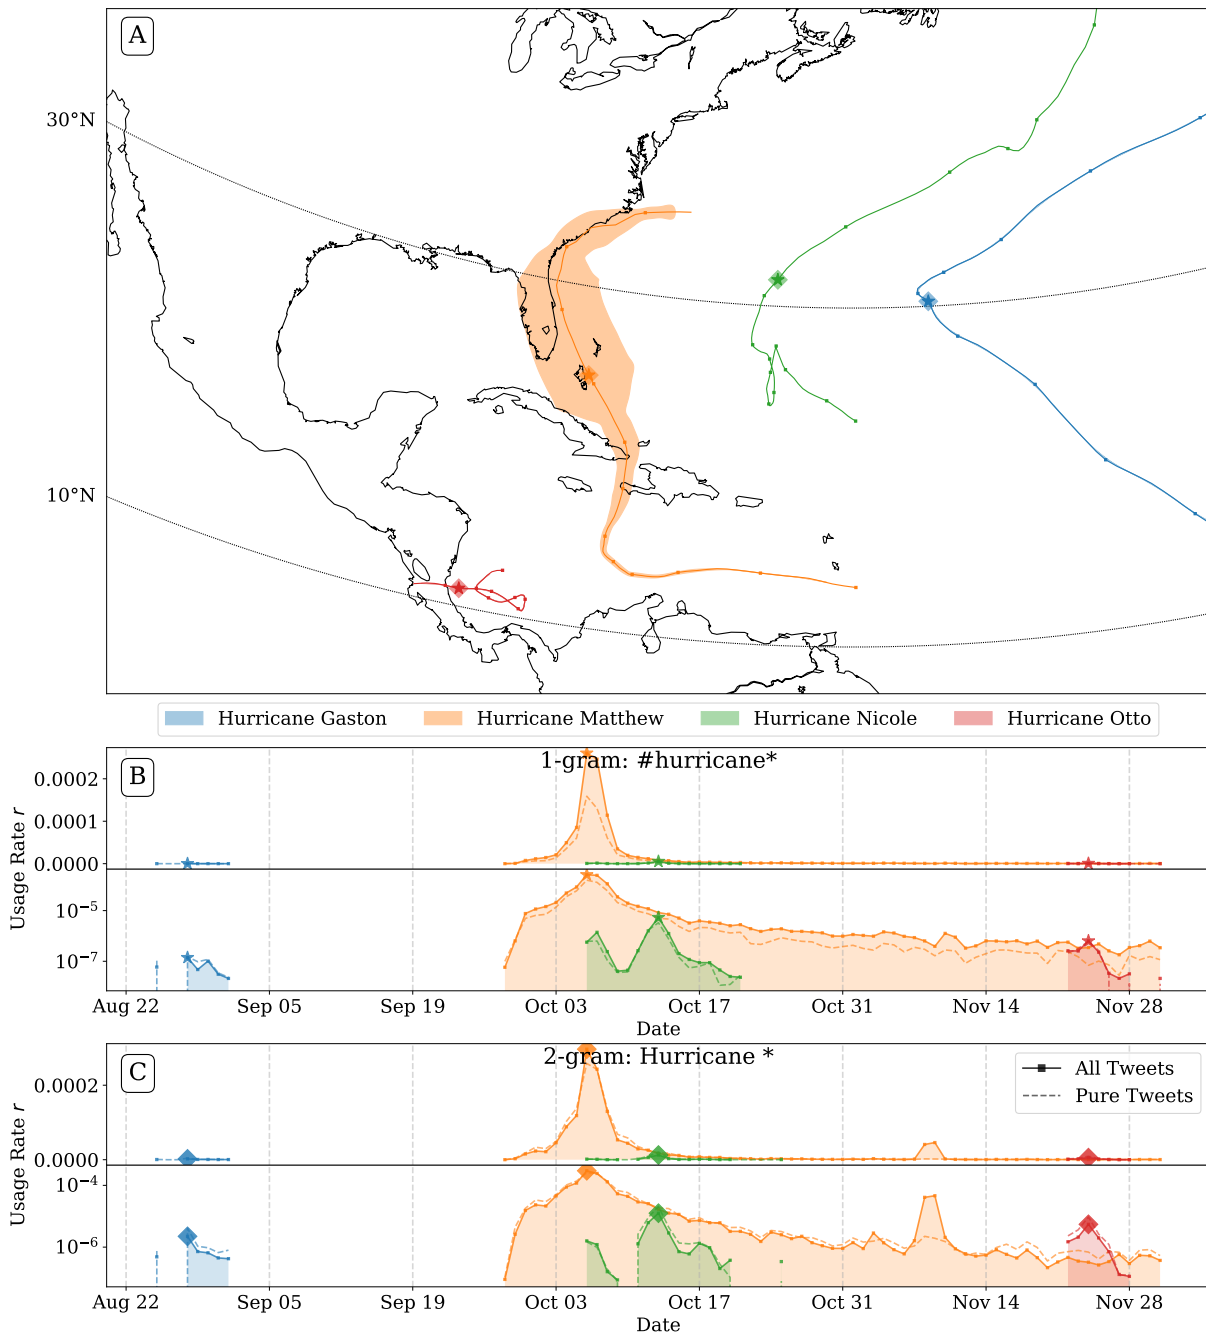 A
30°N
10°N
Hurricane Gaston
Hurricane Matthew
Hurricane Nicole
Hurricane Otto
B
1-gram: #hurricane*
0.0002
0.0001
0.0000
10⁻⁵
10⁻⁷
Usage Rate r
Aug 22
Sep 05
Sep 19
Oct 03
Oct 17
Oct 31
Nov 14
Nov 28
Date
C
2-gram: Hurricane *
All Tweets
Pure Tweets
0.0002
0.0000
10⁻⁴
10⁻⁶
Usage Rate r
Aug 22
Sep 05
Sep 19
Oct 03
Oct 17
Oct 31
Nov 14
Nov 28
Date